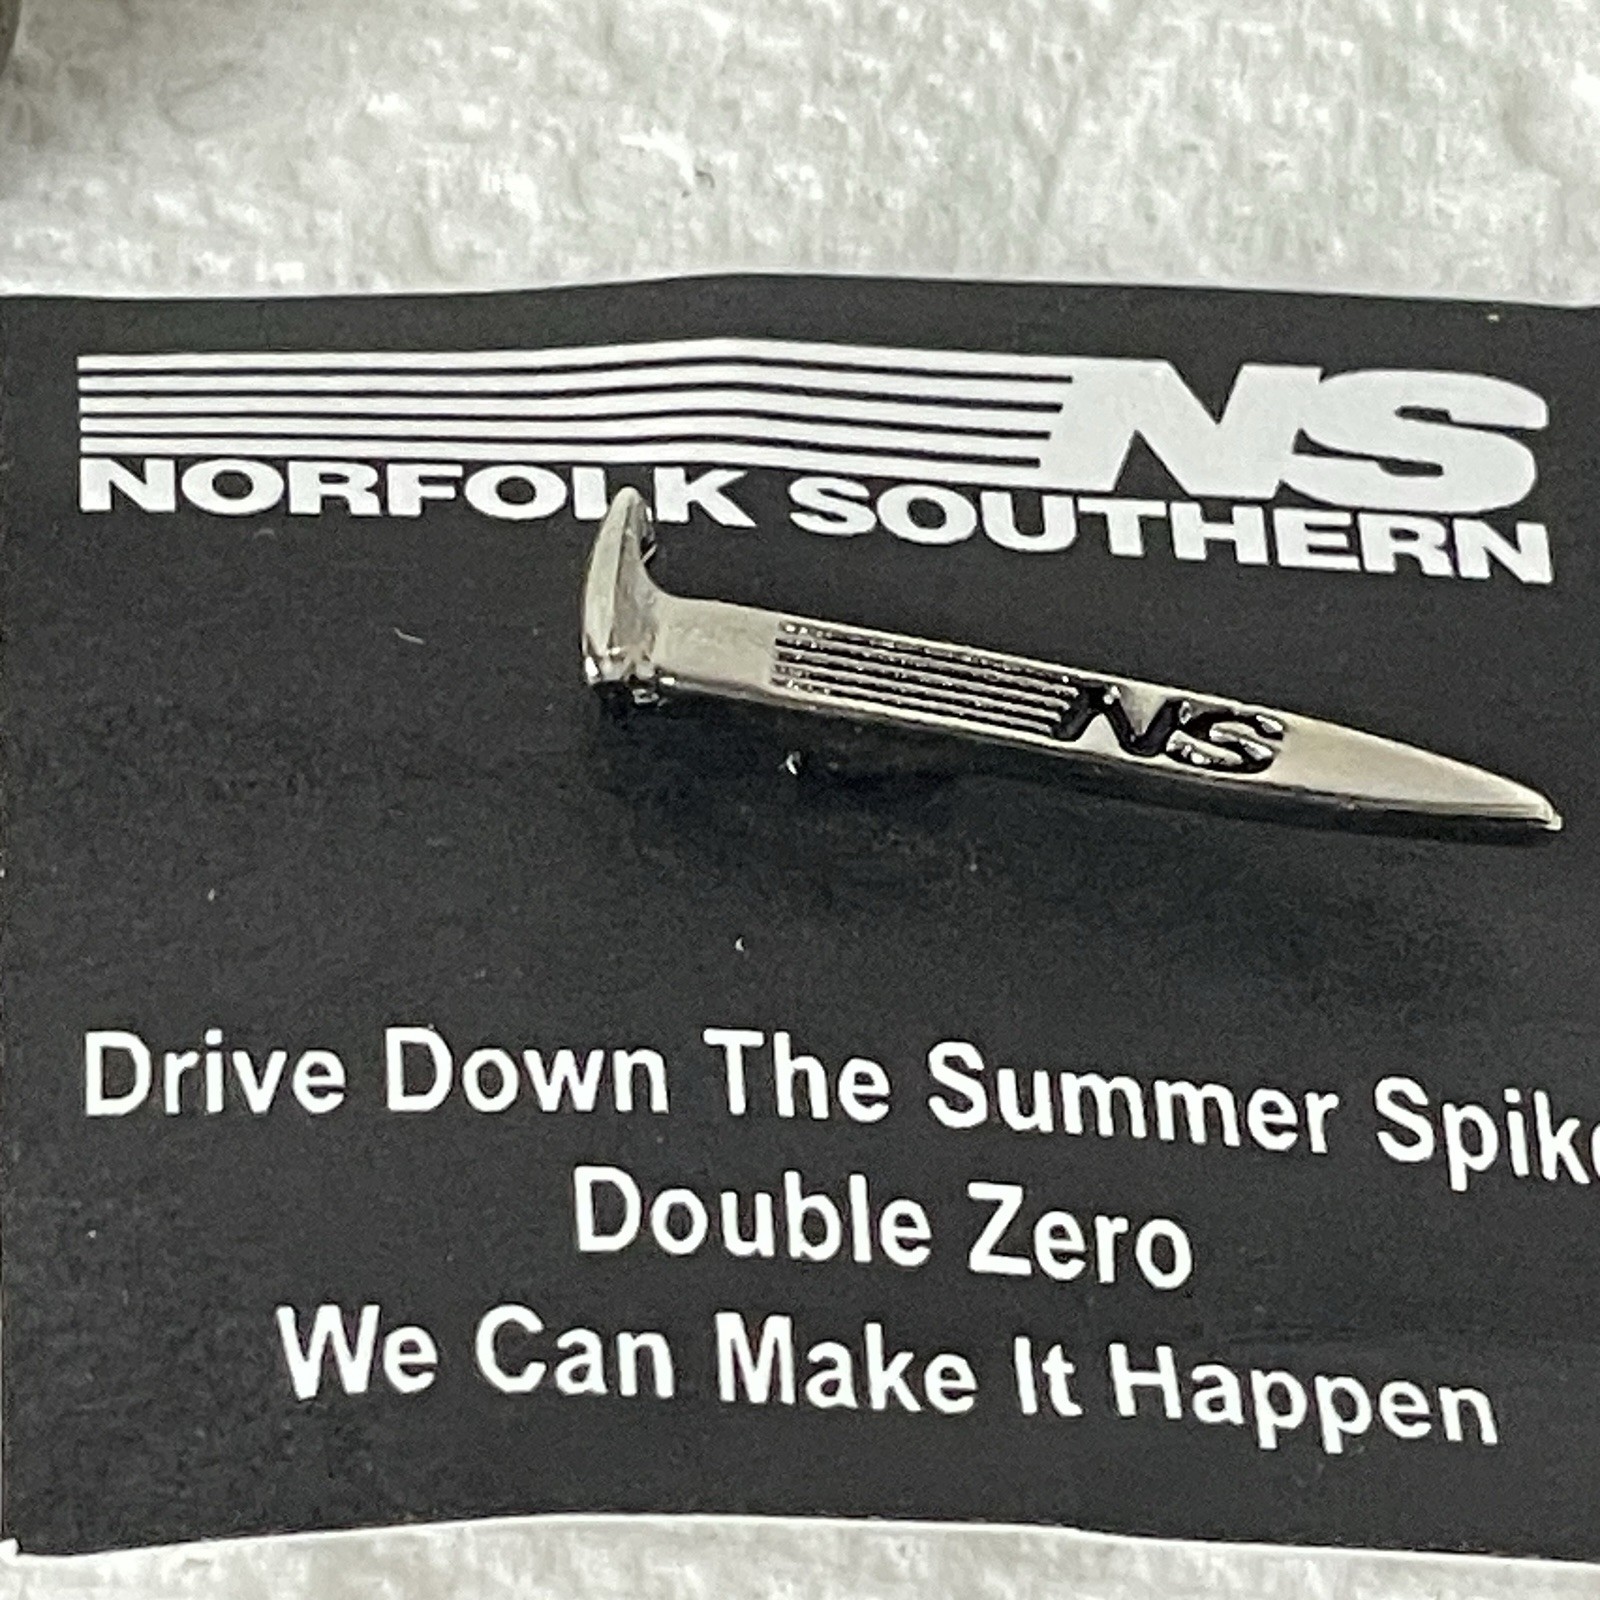 NS
NORFOLK SOUTHERN
NS
Drive Down The Summer Spike
Double Zero
We Can Make It Happen